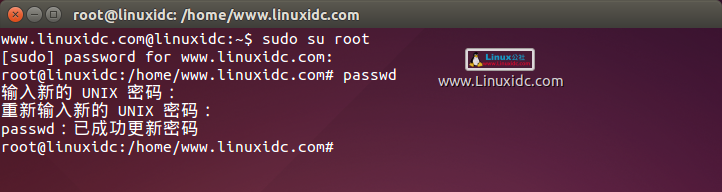 root@linuxidc: /home/www.linuxidc.com
www.linuxidc.com@linuxidc:~$ sudo su root
[sudo] password for www.linuxidc.com:
root@linuxidc:/home/www.linuxidc.com# passwd
输入新的 UNIX 密码：
重新输入新的 UNIX 密码：
passwd：已成功更新密码
root@linuxidc:/home/www.linuxidc.com#
Linux公社
www.Linuxidc.com